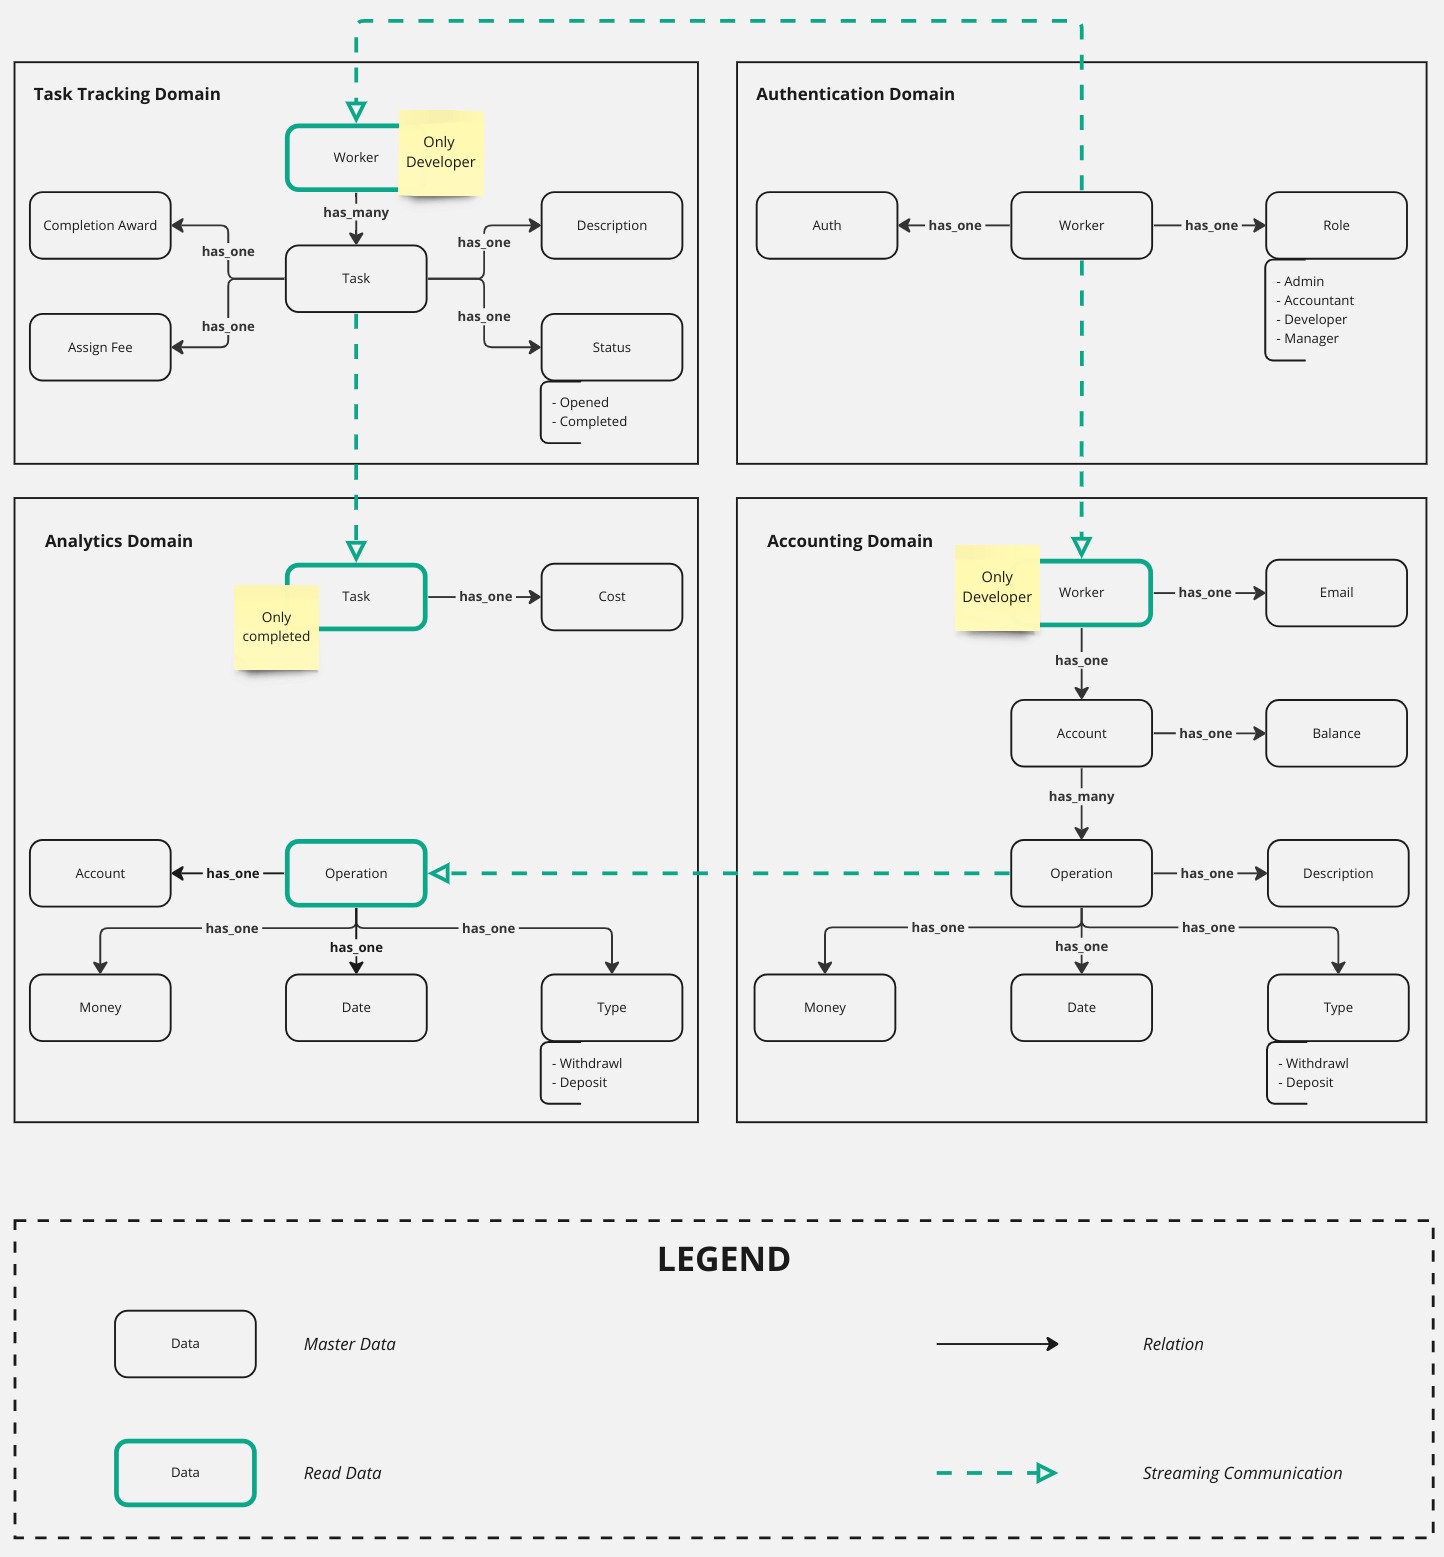 Task Tracking Domain
Worker
Only
Developer
has_many
Completion Award
has_one
Task
has_one
Description
has_one
Assign Fee
has_one
Status
- Opened
- Completed
Authentication Domain
Auth
has_one
Worker
has_one
Role
- Admin
- Accountant
- Developer
- Manager
Analytics Domain
Task
Only
completed
has_one
Cost
Account
has_one
Operation
has_one
has_one
has_one
Money
Date
Type
- Withdrawl
- Deposit
Accounting Domain
Only
Developer
Worker
has_one
Email
has_one
Account
has_one
Balance
has_many
Operation
has_one
Description
has_one
has_one
has_one
Money
Date
Type
- Withdrawl
- Deposit
LEGEND
Data
Master Data
Relation
Data
Read Data
Streaming Communication